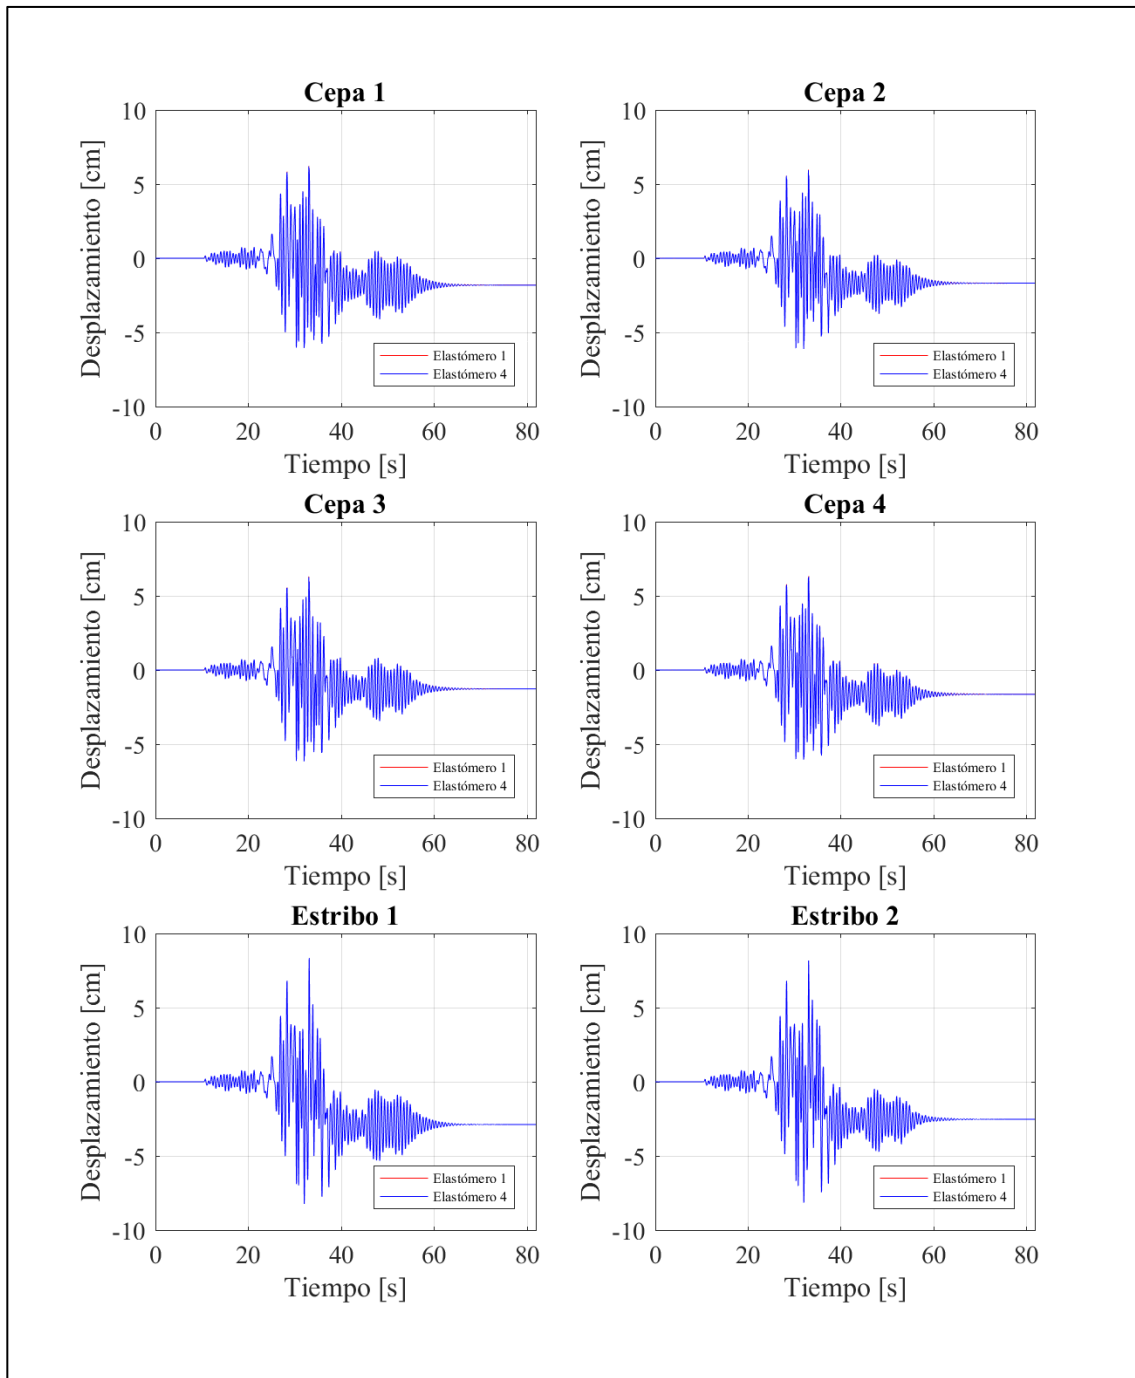 Cepa 1
Desplazamiento [cm]
10
5
0
-5
-10
Elastómero 1
Elastómero 4
0 20 40 60 80
Tiempo [s]
Cepa 2
Desplazamiento [cm]
10
5
0
-5
-10
Elastómero 1
Elastómero 4
0 20 40 60 80
Tiempo [s]
Cepa 3
Desplazamiento [cm]
10
5
0
-5
-10
Elastómero 1
Elastómero 4
0 20 40 60 80
Tiempo [s]
Cepa 4
Desplazamiento [cm]
10
5
0
-5
-10
Elastómero 1
Elastómero 4
0 20 40 60 80
Tiempo [s]
Estribo 1
Desplazamiento [cm]
10
5
0
-5
-10
Elastómero 1
Elastómero 4
0 20 40 60 80
Tiempo [s]
Estribo 2
Desplazamiento [cm]
10
5
0
-5
-10
Elastómero 1
Elastómero 4
0 20 40 60 80
Tiempo [s]